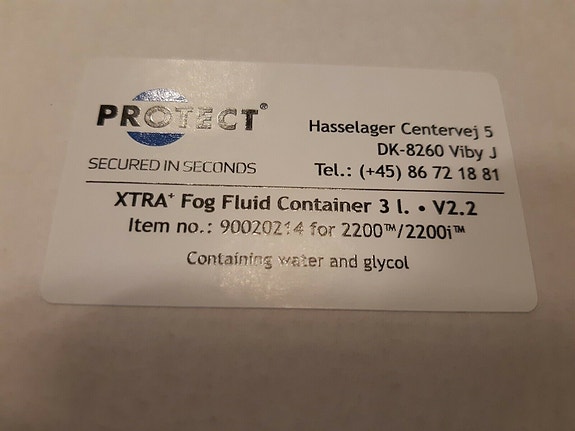 PROTECT®
SECURED IN SECONDS
Hasselager Centervej 5
DK-8260 Viby J
Tel.: (+45) 86 72 18 81
XTRA+ Fog Fluid Container 3 l. • V2.2
Item no.: 90020214 for 2200™/2200i™
Containing water and glycol